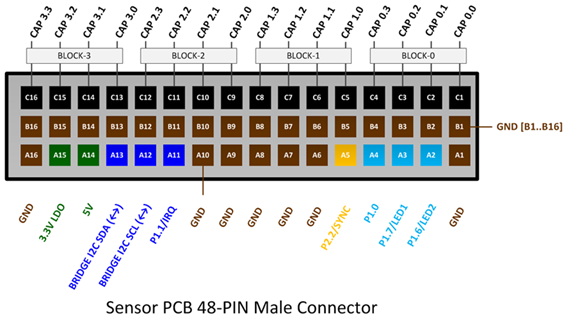 CAP 3.3 CAP 3.2 CAP 3.1 CAP 3.0 CAP 2.3 CAP 2.2 CAP 2.1 CAP 2.0 CAP 1.3 CAP 1.2 CAP 1.1 CAP 1.0 CAP 0.3 CAP 0.2 CAP 0.1 CAP 0.0
BLOCK-3 BLOCK-2 BLOCK-1 BLOCK-0
C16 C15 C14 C13 C12 C11 C10 C9 C8 C7 C6 C5 C4 C3 C2 C1
B16 B15 B14 B13 B12 B11 B10 B9 B8 B7 B6 B5 B4 B3 B2 B1 GND [B1..B16]
A16 A15 A14 A13 A12 A11 A10 A9 A8 A7 A6 A5 A4 A3 A2 A1
GND 3.3V LDO 5V BRIDGE I2C SDA (↔) BRIDGE I2C SCL (↔) P1.1/IRQ GND GND GND GND GND P2.2/SYNC P1.0 P1.7/LED1 P1.6/LED2 GND
Sensor PCB 48-PIN Male Connector